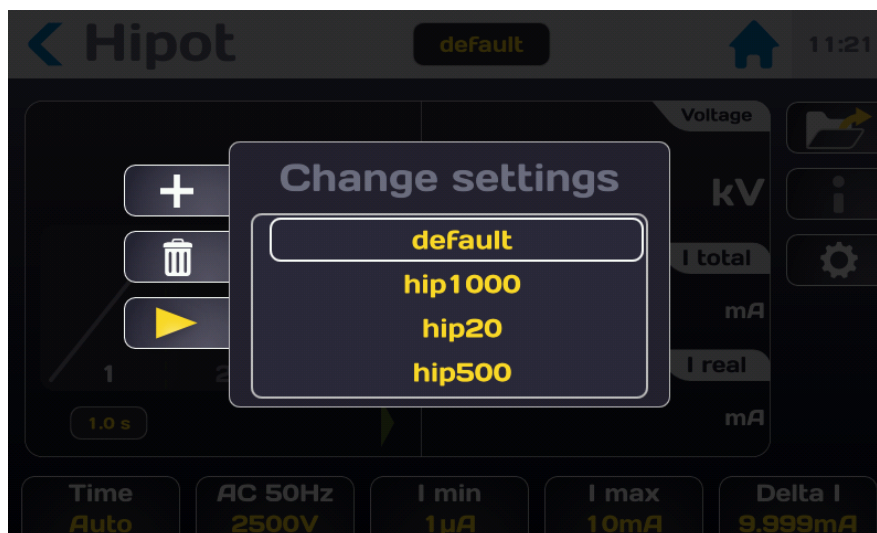 Hipot
default
11:21
Voltage
Change settings
kV
default
I total
hip1000
mA
hip20
I real
hip500
1
2
1.0 s
mA
Time
AC 50Hz
I min
I max
Delta I
Auto
2500V
1µA
10mA
9.999mA